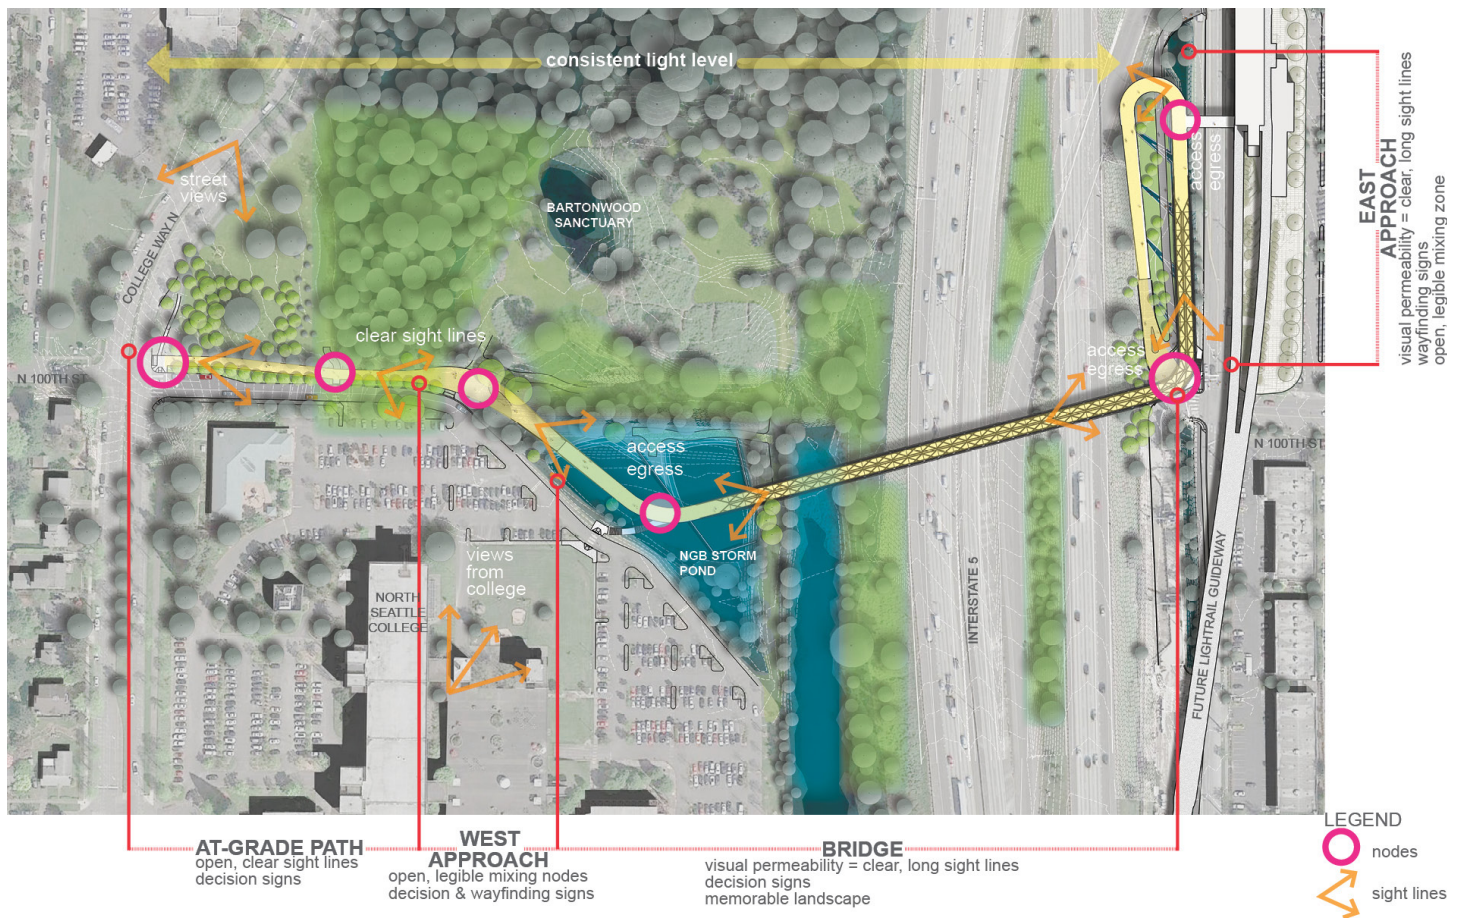 consistent light level
street
views
COLLEGE WAY N
BARTONWOOD
SANCTUARY
clear sight lines
N 100TH ST
access
egress
access
egress
access
egress
N 100TH ST
NGB STORM
POND
views
from
college
NORTH
SEATTLE
COLLEGE
INTERSTATE 5
FUTURE LIGHTRAIL GUIDEWAY
EAST
APPROACH
visual permeability = clear, long sight lines
wayfinding signs
open, legible mixing zone
AT-GRADE PATH
open, clear sight lines
decision signs
WEST
APPROACH
open, legible mixing nodes
decision & wayfinding signs
BRIDGE
visual permeability = clear, long sight lines
decision signs
memorable landscape
LEGEND
nodes
sight lines